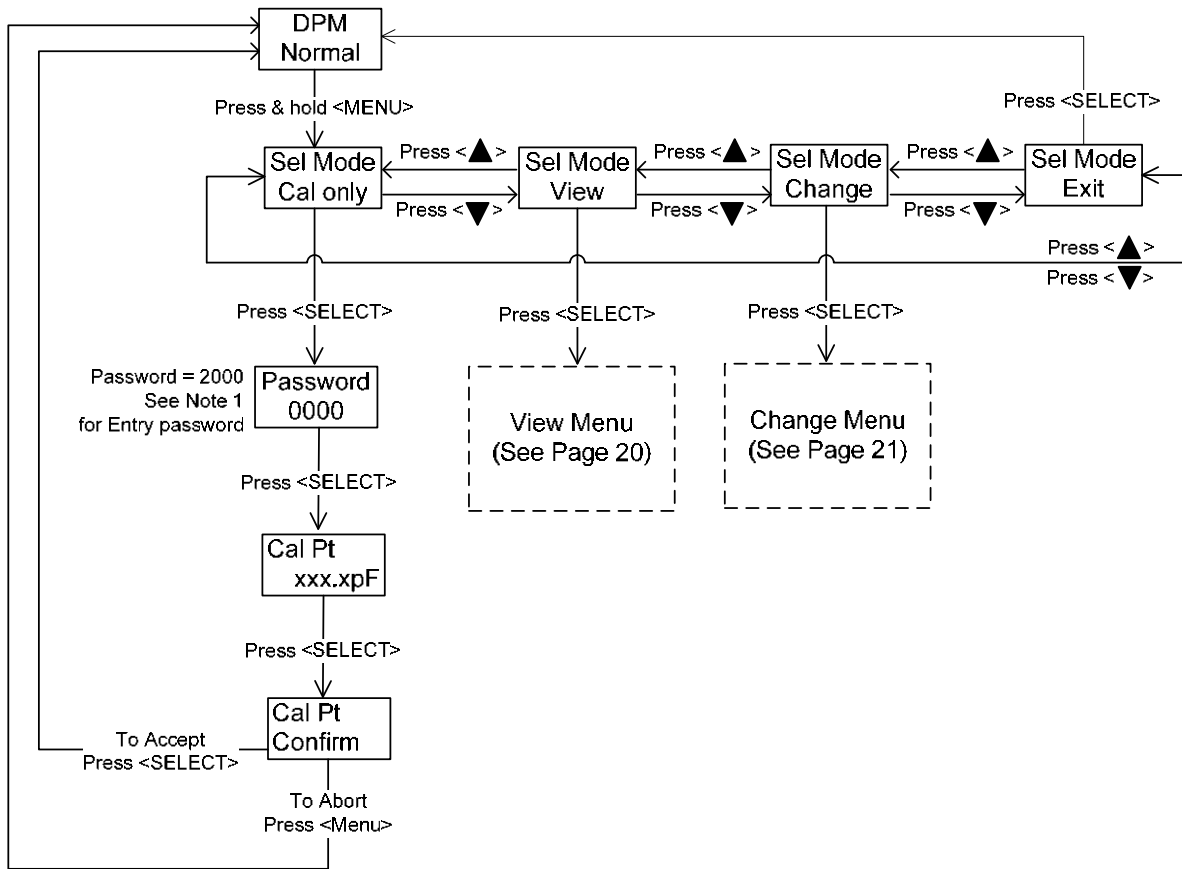 DPM
Normal
Press & hold <MENU>
Press <SELECT>
Sel Mode
Cal only
Press <▲>
Press <▼>
Sel Mode
View
Press <▲>
Press <▼>
Sel Mode
Change
Press <▲>
Press <▼>
Sel Mode
Exit
Press <▲>
Press <▼>
Press <SELECT>
Press <SELECT>
Press <SELECT>
Password = 2000
See Note 1
for Entry password
Password
0000
View Menu
(See Page 20)
Change Menu
(See Page 21)
Press <SELECT>
Cal Pt
xxx.xpF
Press <SELECT>
Cal Pt
Confirm
To Accept
Press <SELECT>
To Abort
Press <Menu>